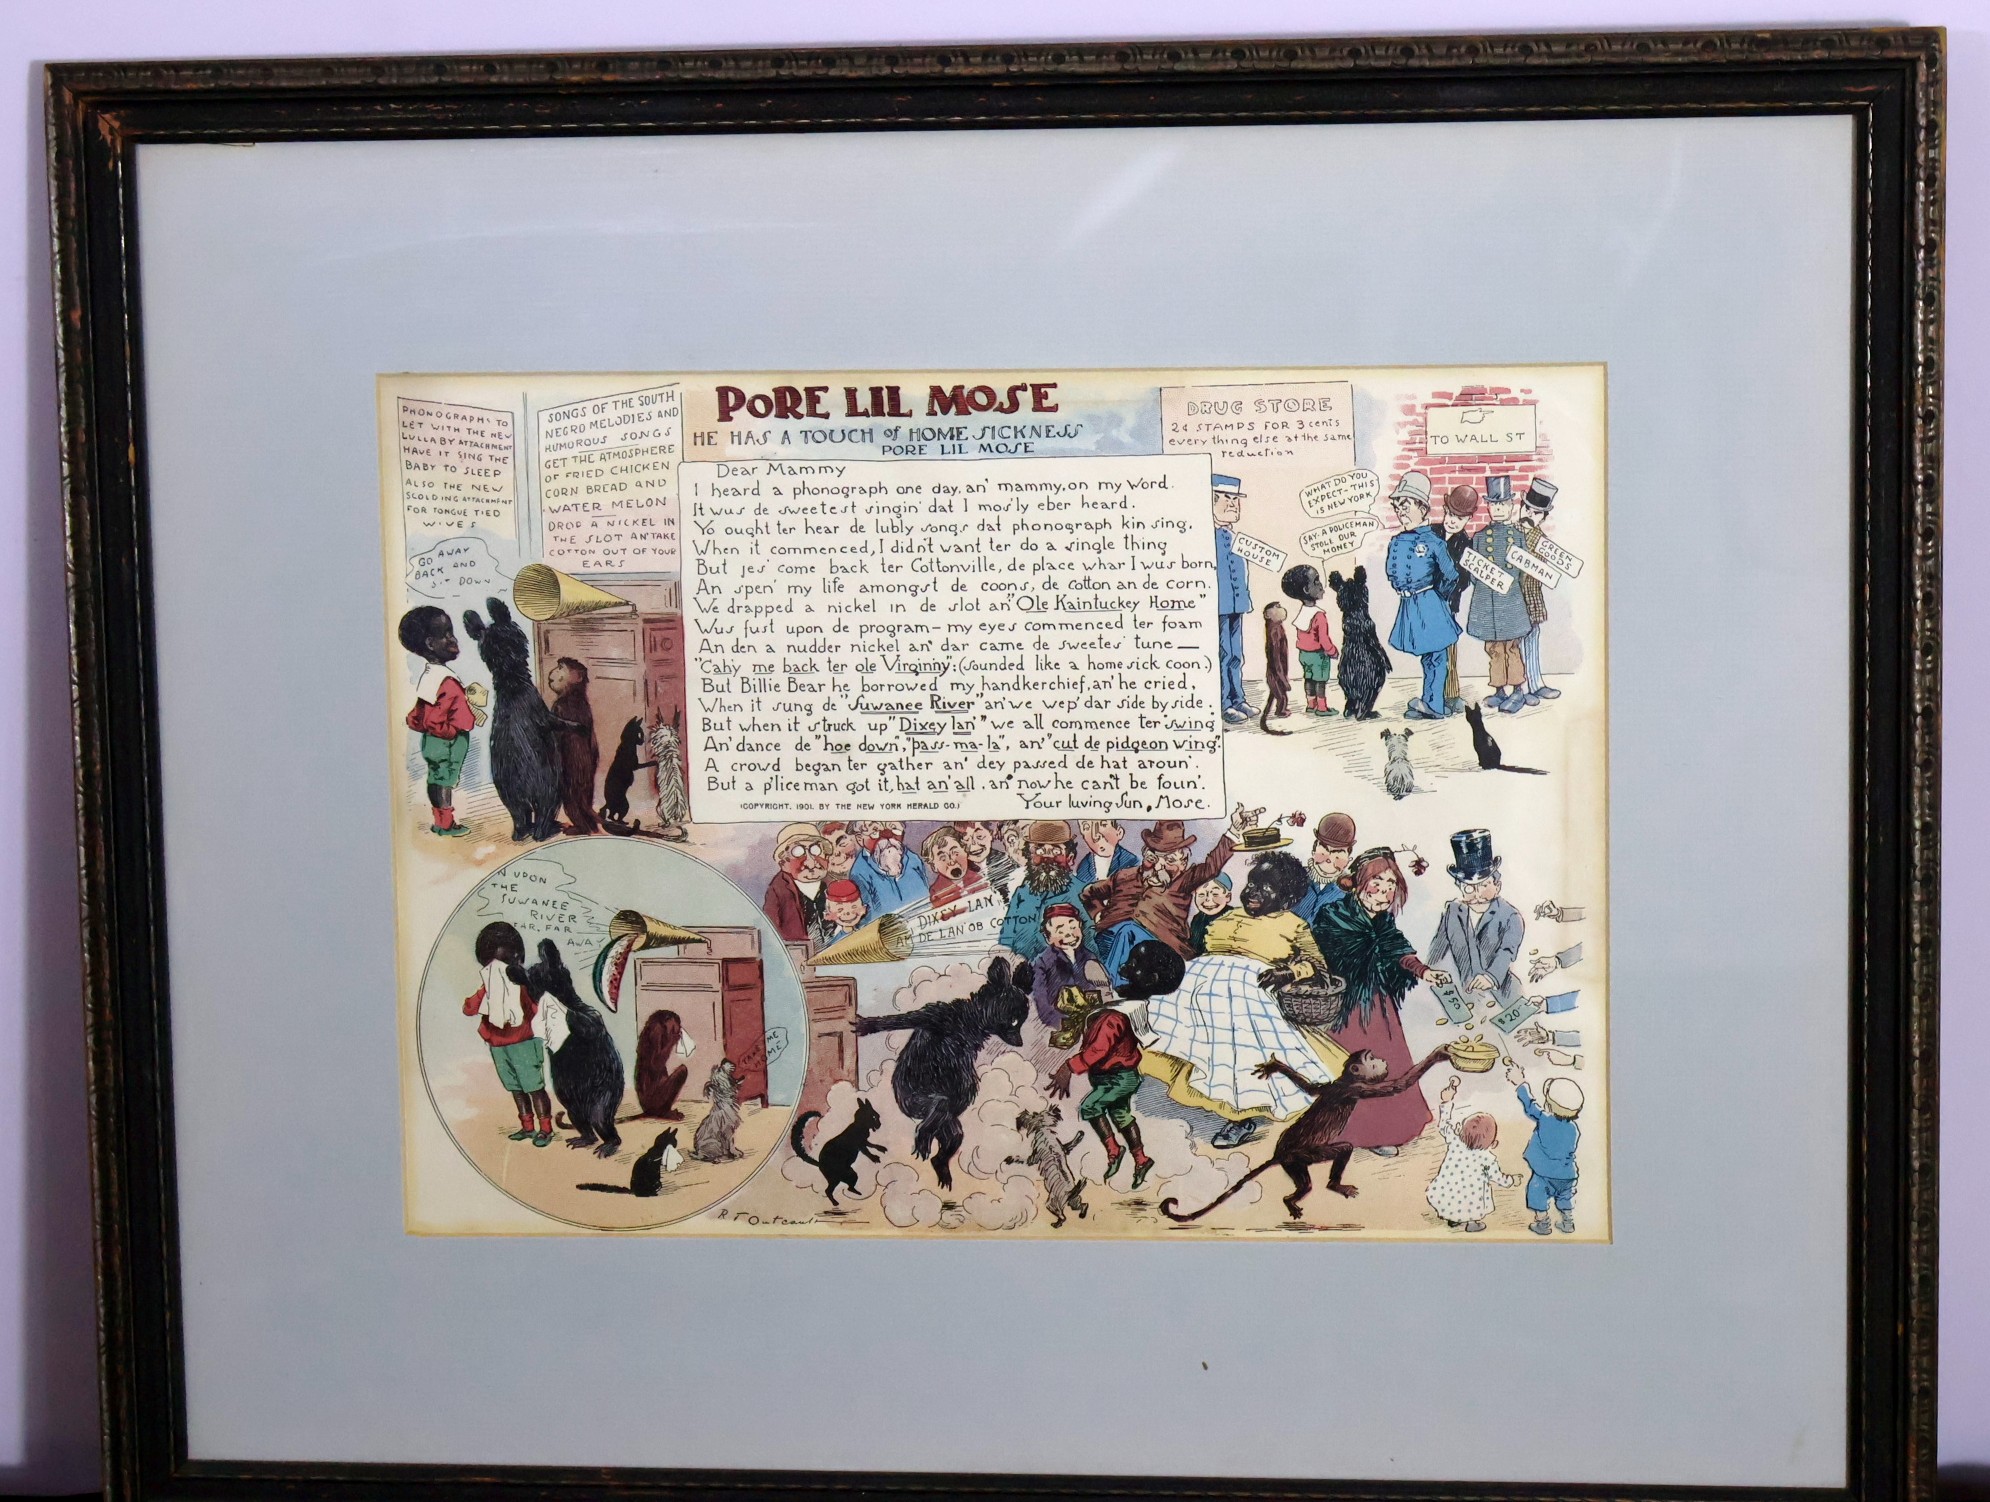 PHONOGRAPHS TO
LET WITH THE NEW
LULLABY ATTACHMENT
HAVE IT SING THE
BABY TO SLEEP
ALSO THE NEW
SCOLDING ATTACHMENT
FOR TONGUE TIED
WIVES
SONGS OF THE SOUTH
NEGRO MELODIES AND
HUMOROUS SONGS
GET THE ATMOSPHERE
OF FRIED CHICKEN
CORN BREAD AND
WATER MELON
DROP A NICKEL IN
THE SLOT AN' TAKE
COTTON OUT OF YOUR
EARS
GO AWAY
BACK AND
SIT DOWN
PORE LIL MOSE
HE HAS A TOUCH of HOME SICKNESS
PORE LIL MOSE
Dear Mammy
I heard a phonograph one day, an' mammy, on my word.
It wus de sweetest singin' dat I mos'ly eber heard.
Yo ought ter hear de lubly songs dat phonograph kin sing.
When it commenced, I didn't want ter do a single thing
But jes' come back ter Cottonville, de place whar I wus born,
An spen' my life amongst de coons, de cotton an de corn.
We drapped a nickel in de slot an' "Ole Kaintuckey Home"
Wus fust upon de program – my eyes commenced ter foam
An den a nudder nickel an' dar came de sweetes' tune —
"Cah'y me back ter ole Virginny": (sounded like a home sick coon.)
But Billie Bear he borrowed my handkerchief, an' he cried,
When it sung de "Suwanee River" an' we wep' dar side by side.
But when it struck up "Dixey lan'" we all commence ter swing
An' dance de "hoe down", "pass-ma-la", an' "cut de pidgeon wing".
A crowd began ter gather an' dey passed de hat aroun'.
But a p'liceman got it, hat an' all. an' now he can't be foun'.
(COPYRIGHT, 1901, BY THE NEW YORK HERALD CO.)
Your luving Sun, Mose.
DRUG STORE
2¢ STAMPS FOR 3 cents
every thing else at the same
reduction
TO WALL ST
WHAT DO YOU
EXPECT-THIS
IS NEW YORK
SAY-A POLICEMAN
STOLE OUR
MONEY
CUSTOM
HOUSE
TICKET
SCALPER
CABMAN
GREEN
GOODS
UPON
THE
SUWANEE
RIVER
FAR, FAR
AWAY
TAKE ME
DIXEY LAN'
DE LAN' OB COTTON
$50
$20
R F Outcault